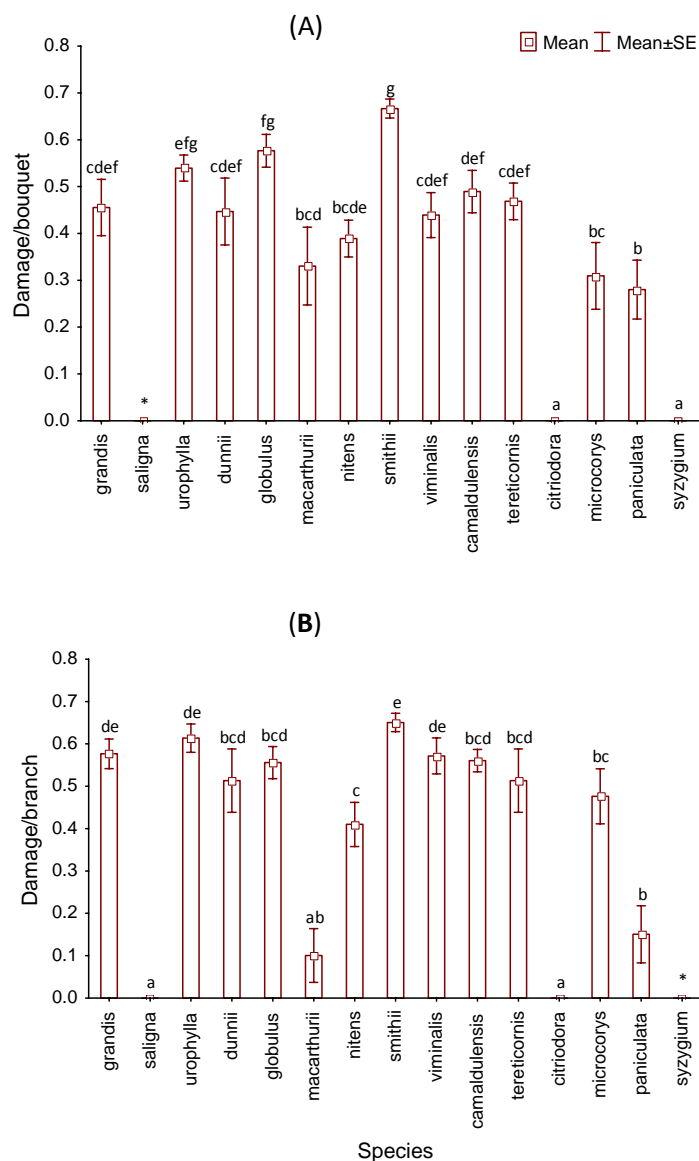 (A)
Mean Mean±SE
Damage/bouquet
0.8
0.7
0.6
0.5
0.4
0.3
0.2
0.1
0.0
cdef * efg cdef fg bcd bcde g cdef def cdef a bc b a
grandis saligna urophylla dunnii globulus macarthurii nitens smithii viminalis camaldulensis tereticornis citriodora microcorys paniculata syzygium
(B)
Damage/branch
0.8
0.7
0.6
0.5
0.4
0.3
0.2
0.1
0.0
de a de bcd bcd ab c e de bcd bcd a bc b *
grandis saligna urophylla dunnii globulus macarthurii nitens smithii viminalis camaldulensis tereticornis citriodora microcorys paniculata syzygium
Species